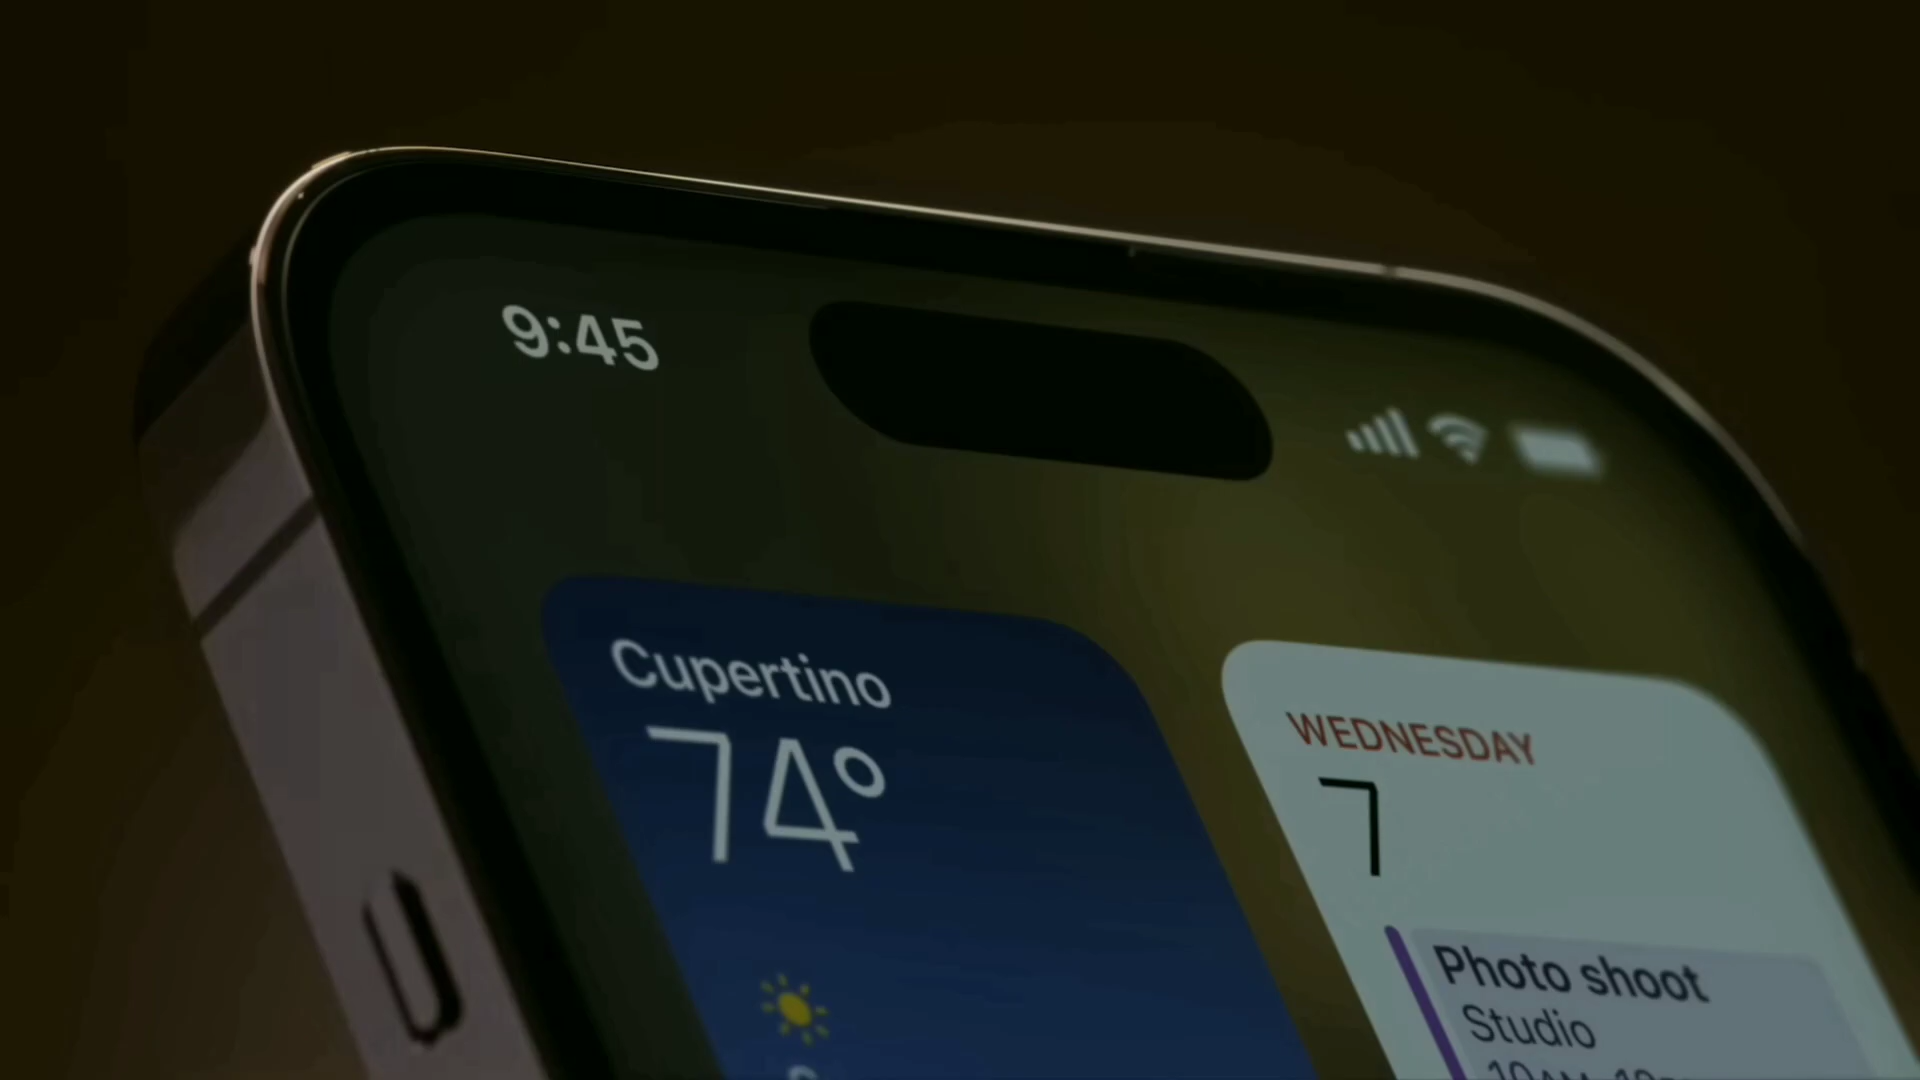 9:45
Cupertino
74°
WEDNESDAY
7
Photo shoot
Studio